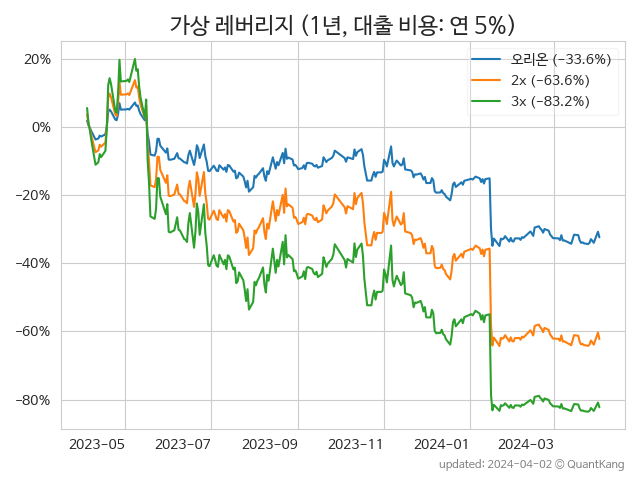 가상 레버리지 (1년, 대출 비용: 연 5%)
오리온 (−33.6%)
2x (−63.6%)
3x (−83.2%)
20%
0%
−20%
−40%
−60%
−80%
2023-05 2023-07 2023-09 2023-11 2024-01 2024-03
updated: 2024-04-02 © QuantKang